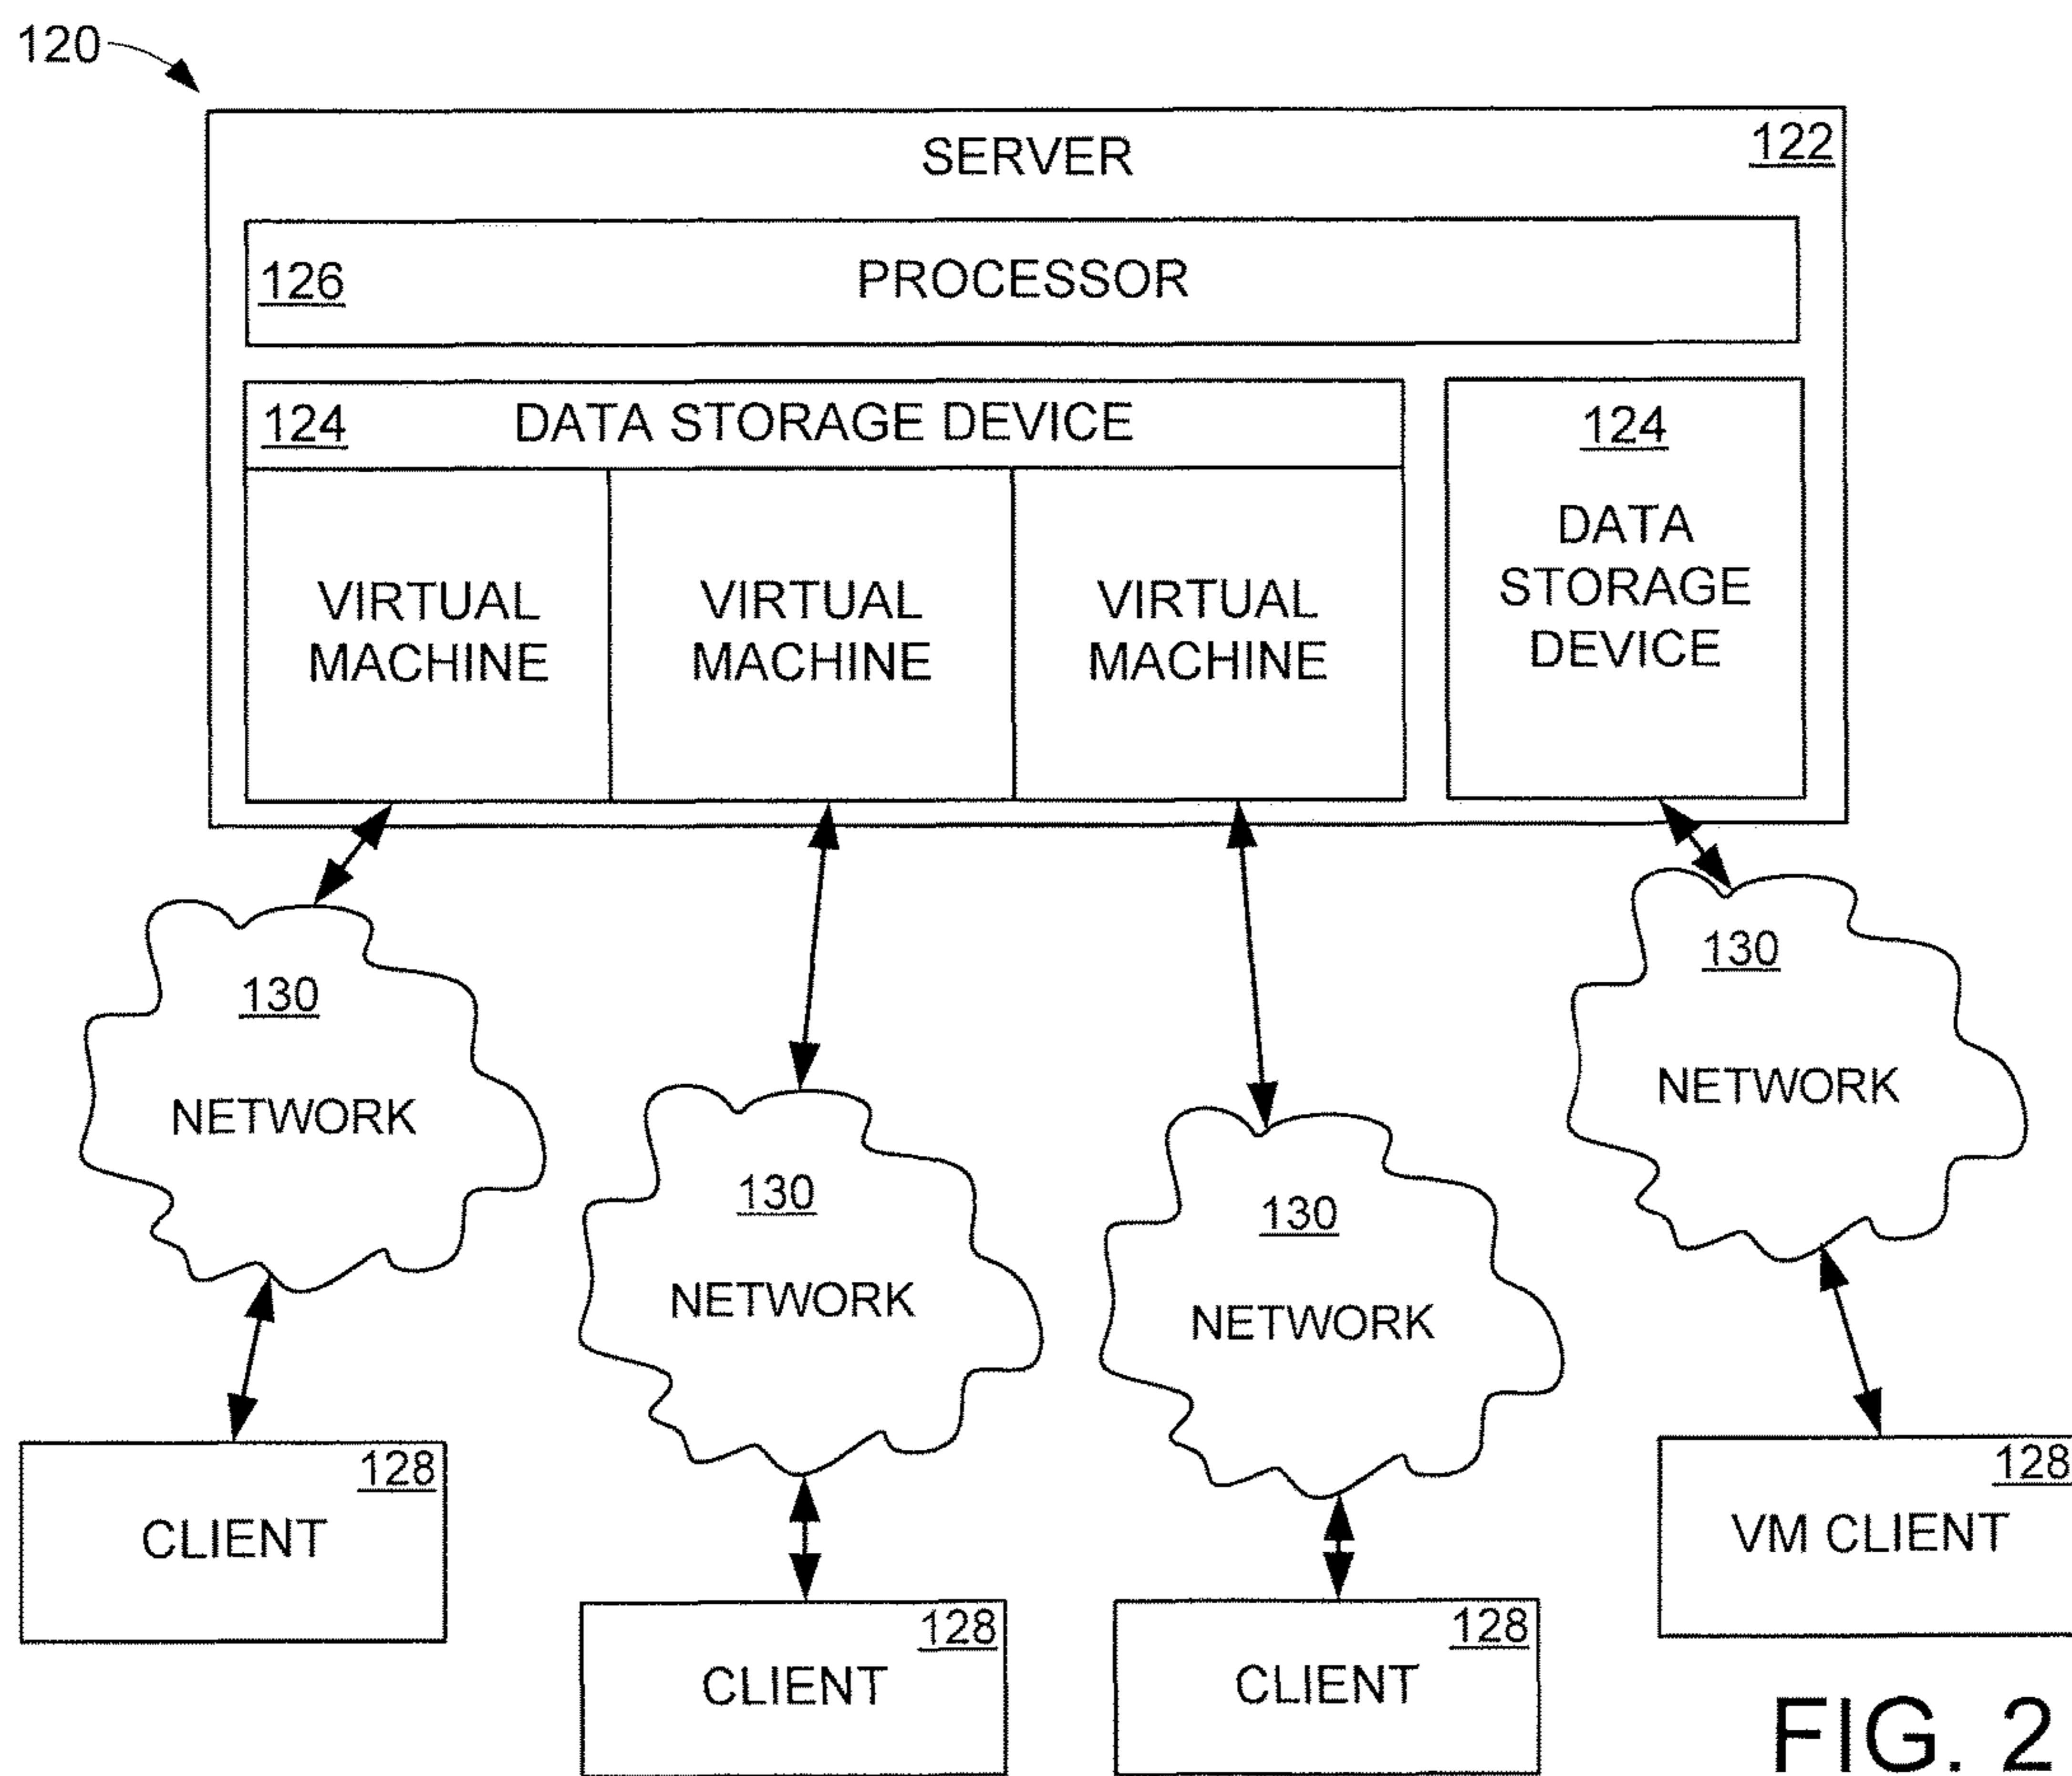 120
SERVER
122
126
PROCESSOR
124
DATA STORAGE DEVICE
VIRTUAL
MACHINE
VIRTUAL
MACHINE
VIRTUAL
MACHINE
124
DATA
STORAGE
DEVICE
130
NETWORK
130
NETWORK
130
NETWORK
130
NETWORK
128
CLIENT
128
CLIENT
128
CLIENT
128
VM CLIENT
FIG. 2